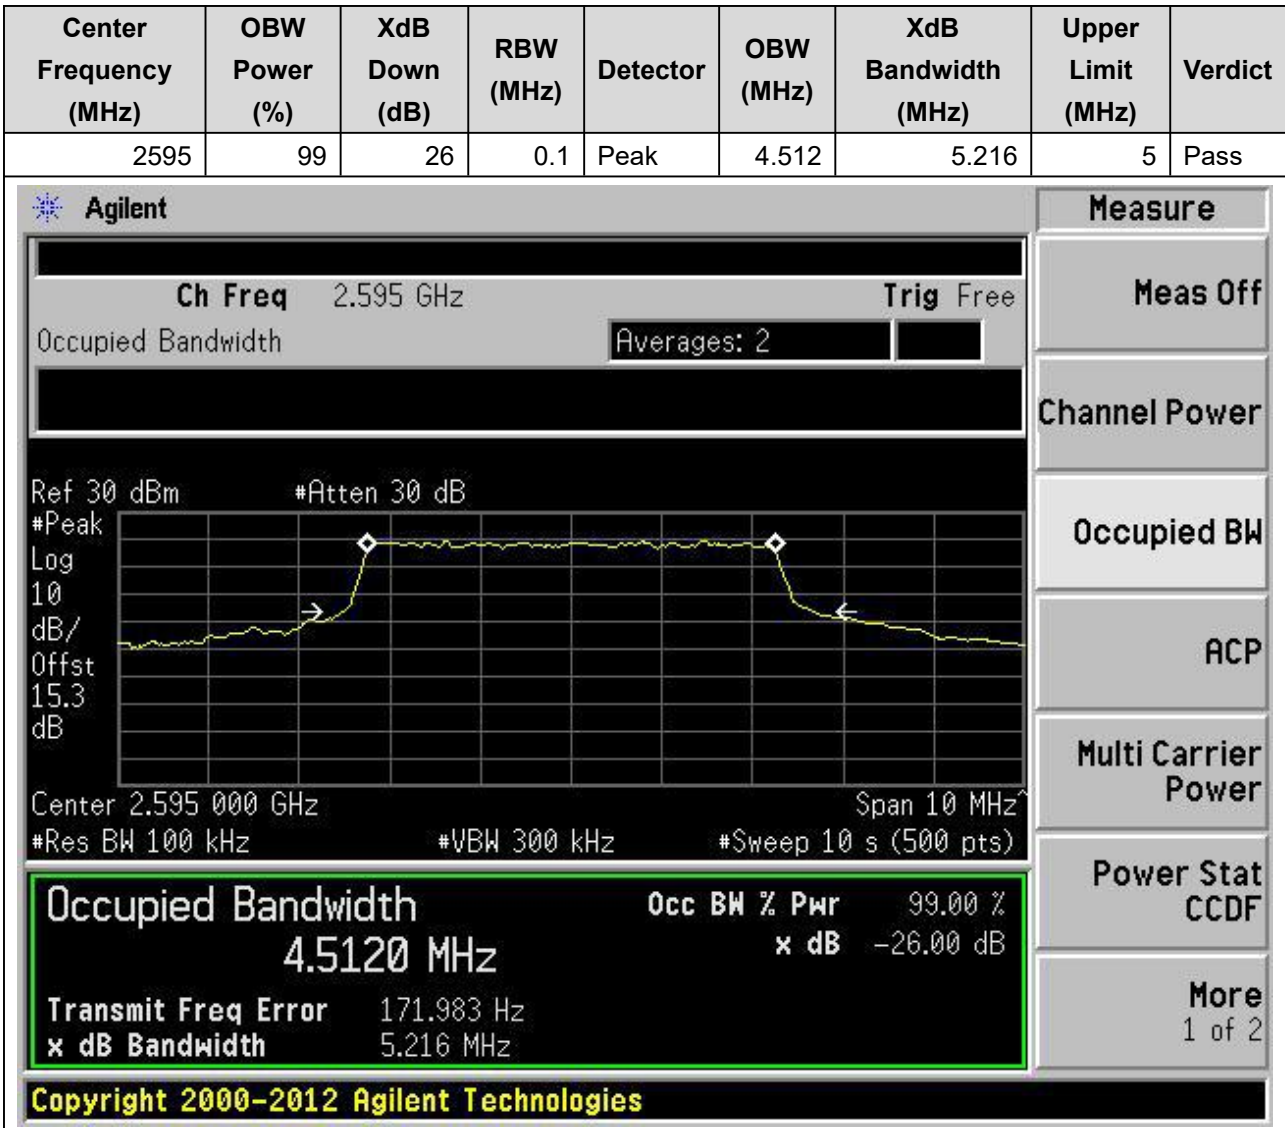 Center Frequency (MHz) OBW Power (%) XdB Down (dB) RBW (MHz) Detector OBW (MHz) XdB Bandwidth (MHz) Upper Limit (MHz) Verdict
2595 99 26 0.1 Peak 4.512 5.216 5 Pass
Agilent
Measure
Ch Freq 2.595 GHz Trig Free
Meas Off
Occupied Bandwidth Averages: 2
Channel Power
Ref 30 dBm #Atten 30 dB
#Peak
Log
10
dB/
Offst
15.3
dB
Occupied BW
ACP
Multi Carrier
Power
Center 2.595 000 GHz Span 10 MHz^
#Res BW 100 kHz #VBW 300 kHz #Sweep 10 s (500 pts)
Power Stat
CCDF
Occupied Bandwidth Occ BW % Pwr 99.00 %
4.5120 MHz x dB -26.00 dB
Transmit Freq Error 171.983 Hz
x dB Bandwidth 5.216 MHz
More
1 of 2
Copyright 2000-2012 Agilent Technologies